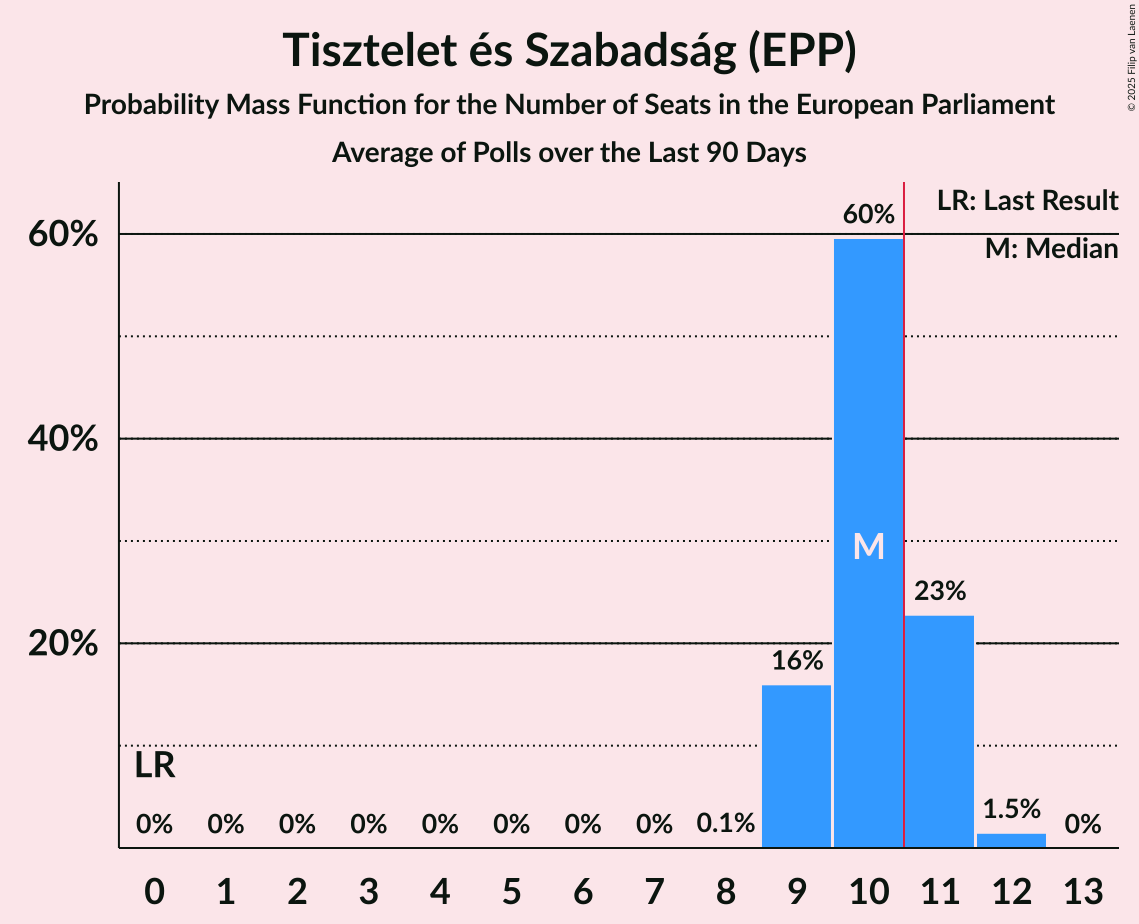 Tisztelet és Szabadság (EPP)
Probability Mass Function for the Number of Seats in the European Parliament
Average of Polls over the Last 90 Days
© 2025 Filip van Laenen
LR: Last Result
M: Median
60%
40%
20%
60%
M
23%
16%
LR
0% 0% 0% 0% 0% 0% 0% 0% 0.1% 1.5% 0%
0 1 2 3 4 5 6 7 8 9 10 11 12 13